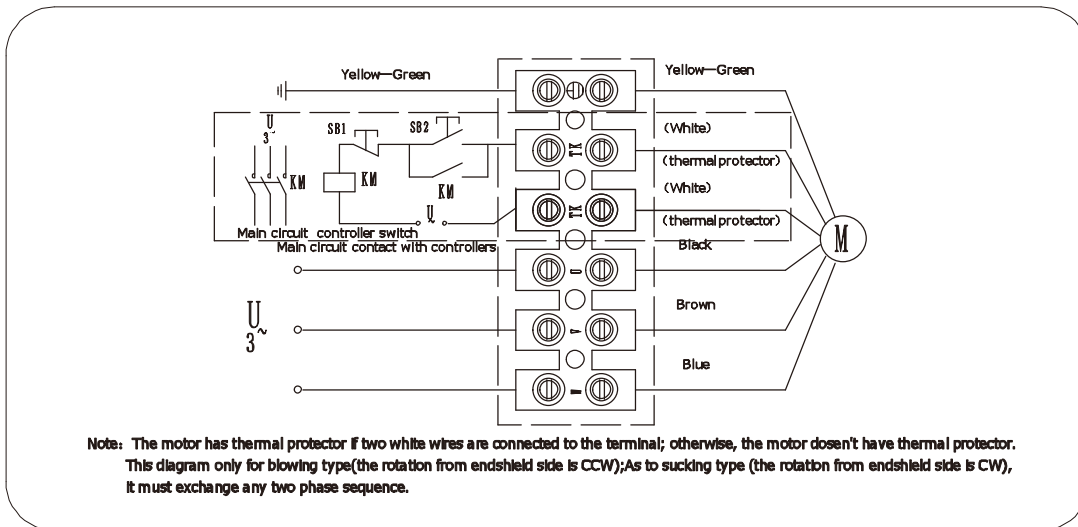 Yellow—Green
Yellow—Green
U
3~
SB1
SB2
(White)
KM
KM
KM
(thermal protector)
(White)
U
~
(thermal protector)
Main circuit controller switch
Main circuit contact with controllers
Black
M
Brown
U
3~
Blue
Note: The motor has thermal protector if two white wires are connected to the terminal; otherwise, the motor dosen't have thermal protector.
This diagram only for blowing type(the rotation from endshield side is CCW);As to sucking type (the rotation from endshield side is CW),
it must exchange any two phase sequence.